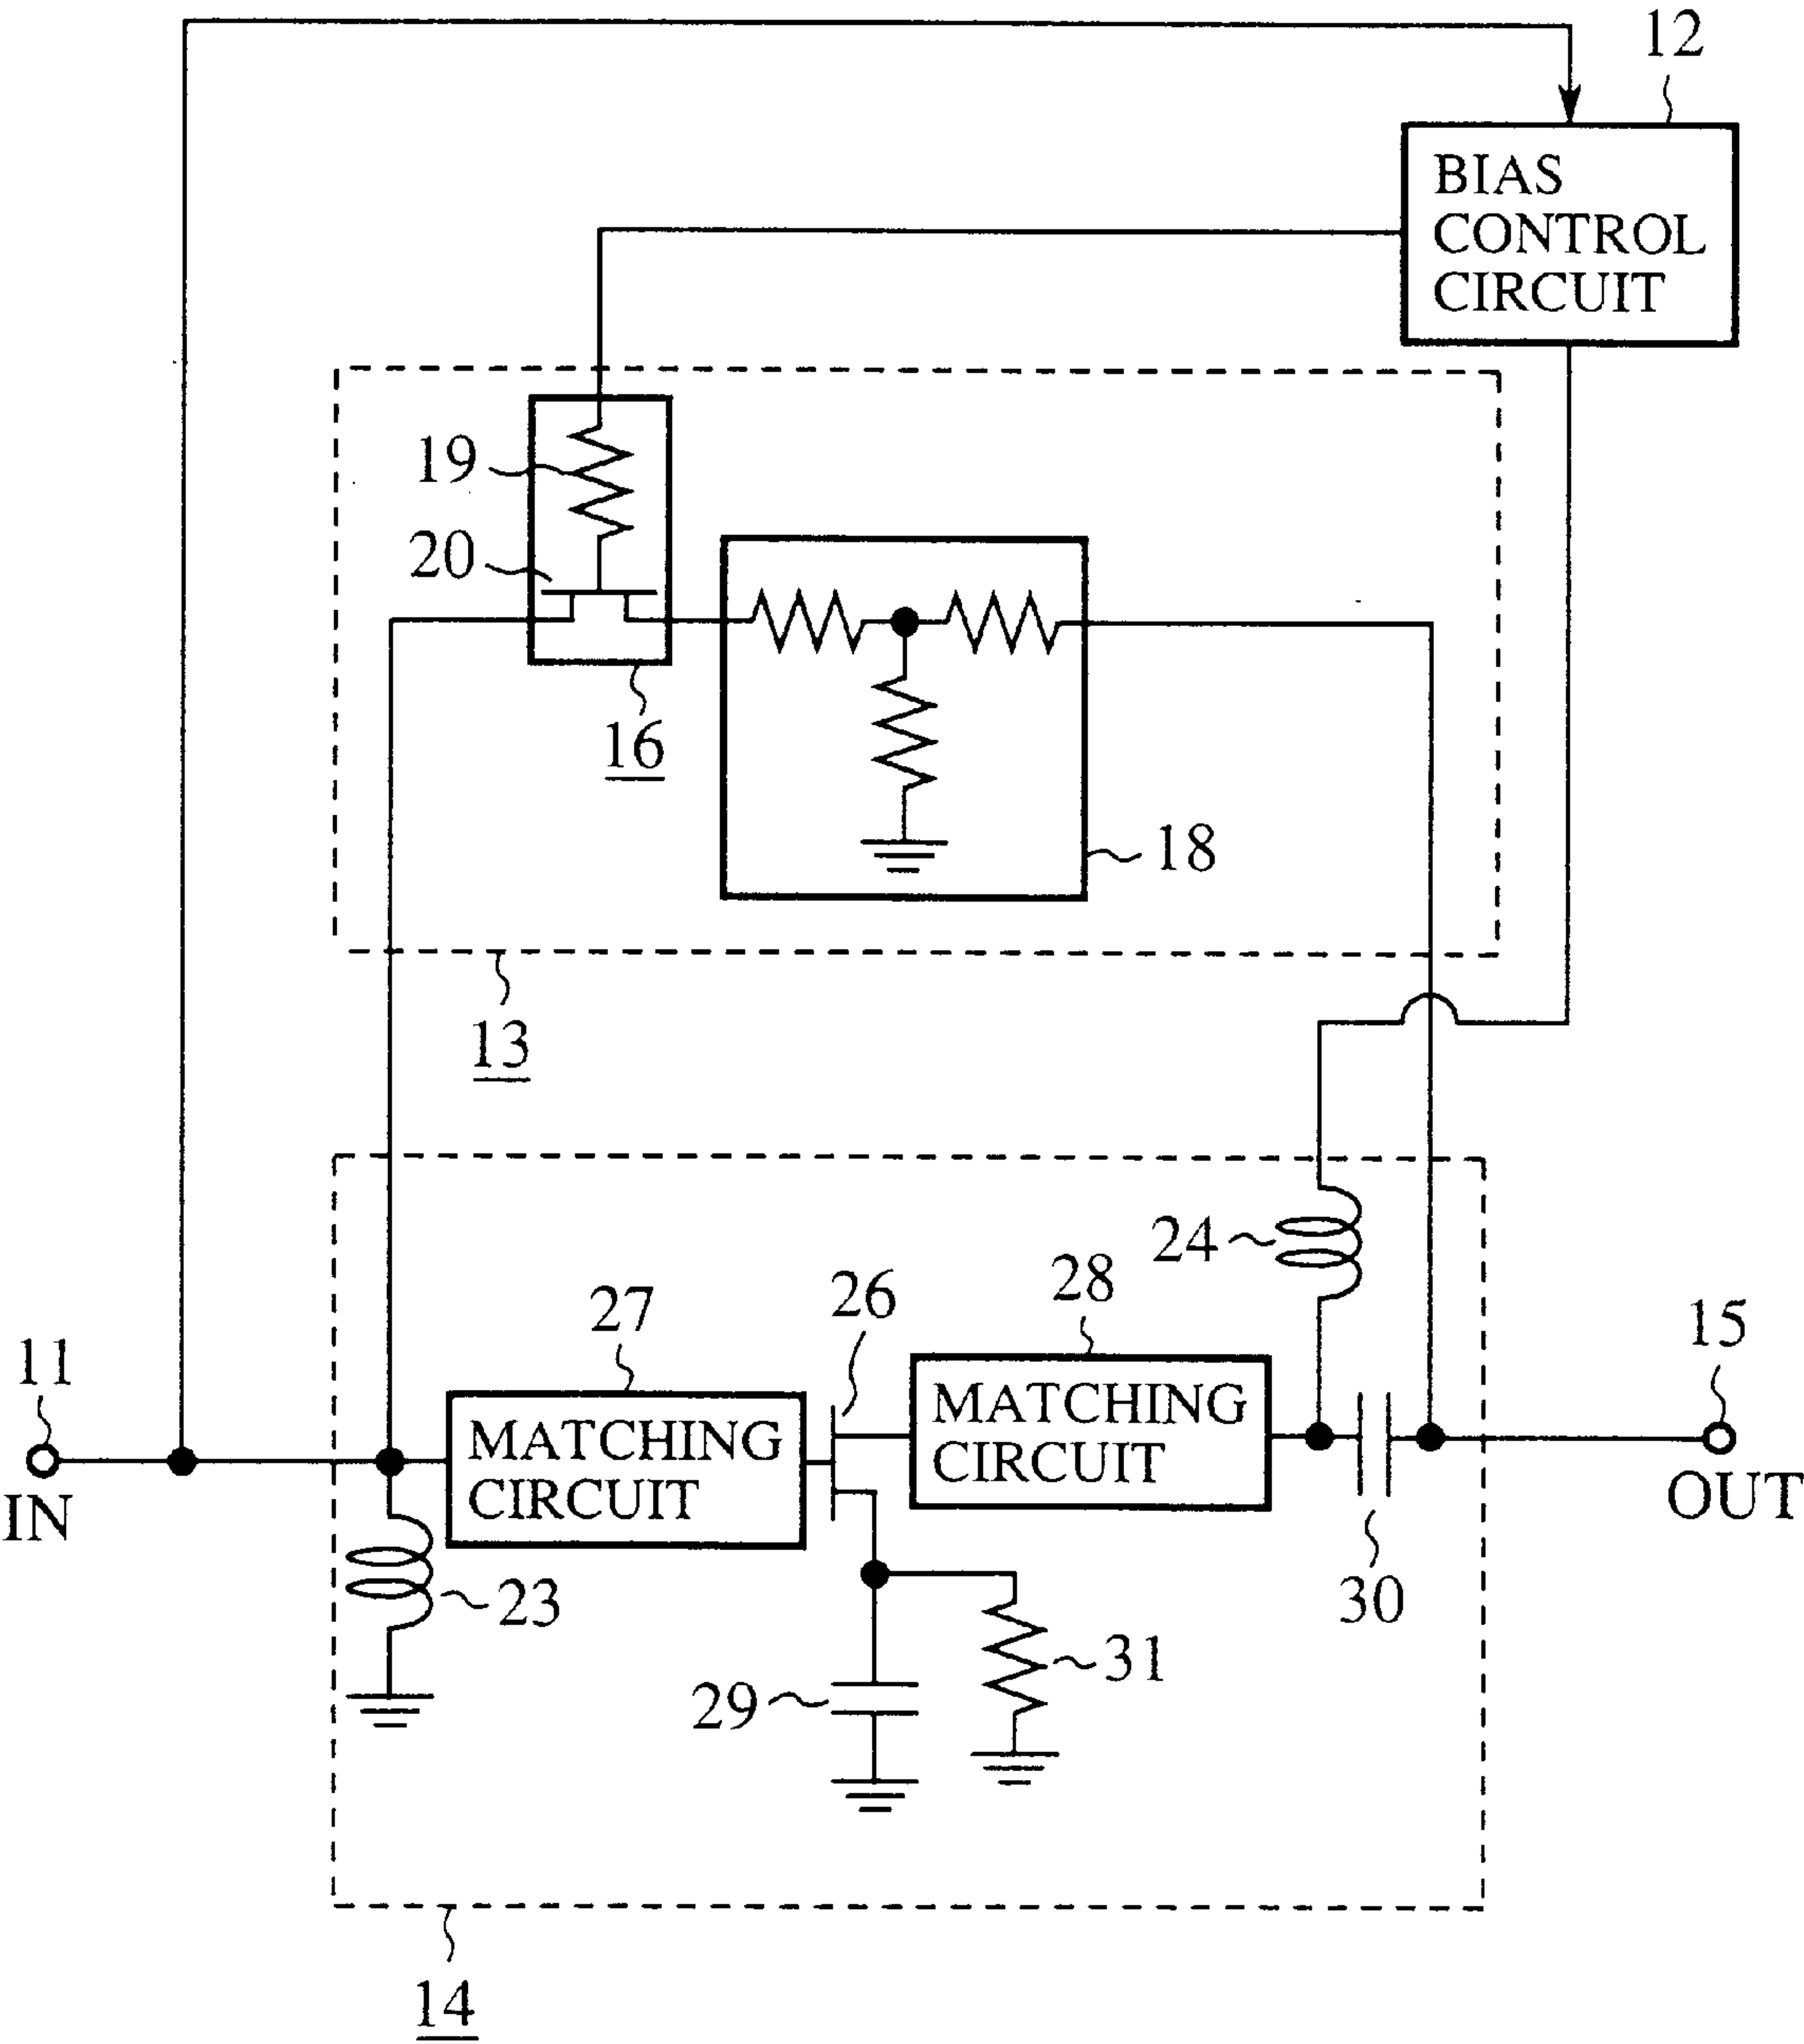 12
BIAS
CONTROL
CIRCUIT
19
20
16
18
13
24
28
26
27
15
11
MATCHING
CIRCUIT
MATCHING
CIRCUIT
IN
OUT
23
30
31
29
14